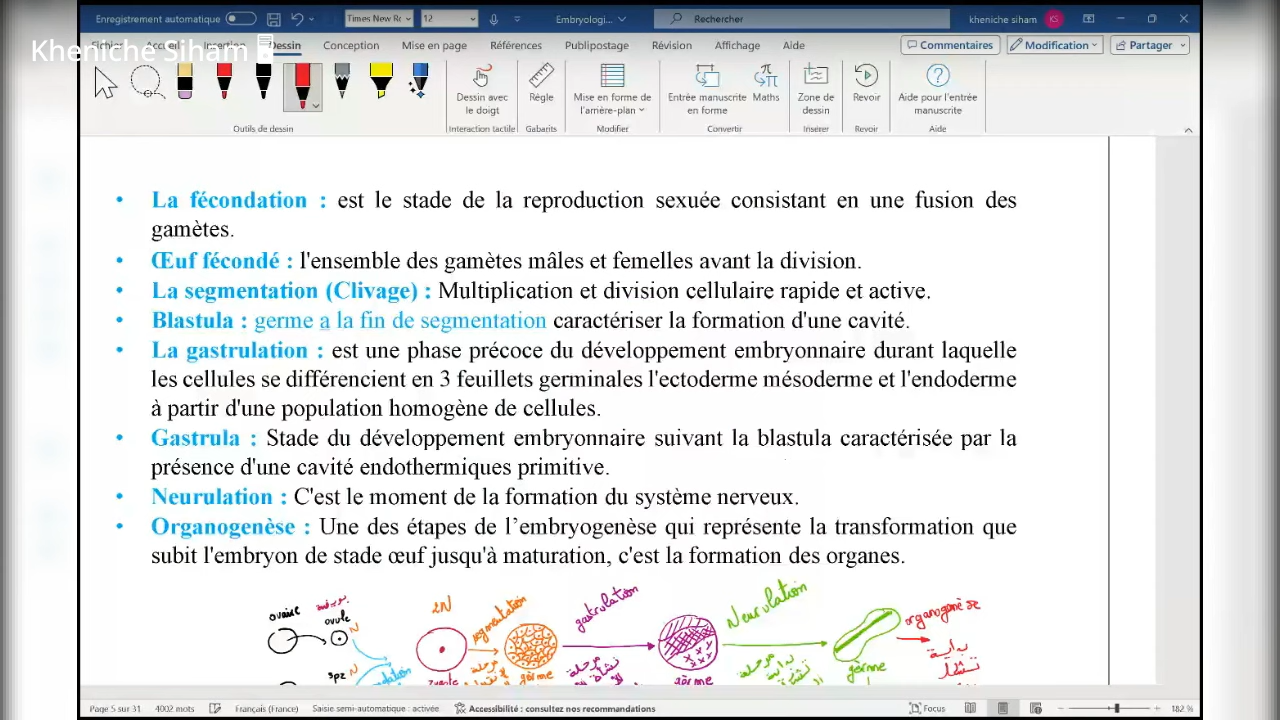 Enregistrement automatique
Times New Ro
12
Embryologi...
Rechercher
kheniche siham
KS
Kheniche Siham
Accueil
Insertion
Dessin
Conception
Mise en page
Références
Publipostage
Révision
Affichage
Aide
Commentaires
Modification
Partager
Dessin avec le doigt
Règle
Mise en forme de l'arrière-plan
Entrée manuscrite en forme
Maths
Zone de dessin
Revoir
Aide pour l'entrée manuscrite
Outils de dessin
Interaction tactile
Gabarits
Modifier
Convertir
Insérer
Revoir
Aide
• La fécondation : est le stade de la reproduction sexuée consistant en une fusion des
gamètes.
• Œuf fécondé : l'ensemble des gamètes mâles et femelles avant la division.
• La segmentation (Clivage) : Multiplication et division cellulaire rapide et active.
• Blastula : germe a la fin de segmentation caractériser la formation d'une cavité.
• La gastrulation : est une phase précoce du développement embryonnaire durant laquelle
les cellules se différencient en 3 feuillets germinales l'ectoderme mésoderme et l'endoderme
à partir d'une population homogène de cellules.
• Gastrula : Stade du développement embryonnaire suivant la blastula caractérisée par la
présence d'une cavité endothermiques primitive.
• Neurulation : C'est le moment de la formation du système nerveux.
• Organogenèse : Une des étapes de l’embryogenèse qui représente la transformation que
subit l'embryon de stade œuf jusqu'à maturation, c'est la formation des organes.
ovaire
ovule
N
2N
segmentation
gastrulation
Neurulation
organogenèse
بداية
spz
N
مرحلة
germe
مرحلة
germe
germe
Page 5 sur 31
4002 mots
Français (France)
Saisie semi-automatique : activée
Accessibilité : consultez nos recommandations
Focus
182 %